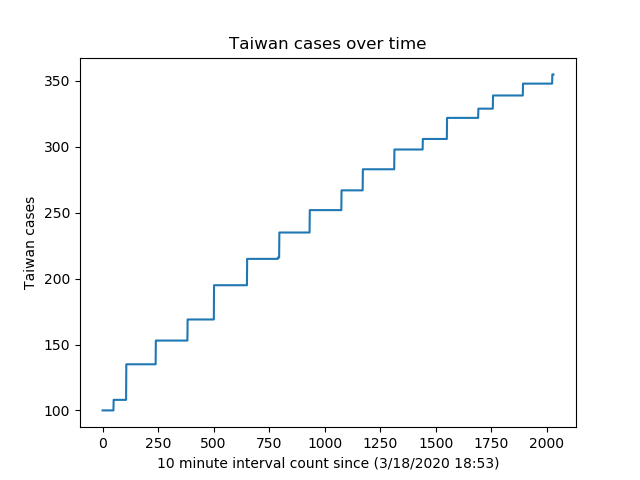 Taiwan cases over time
350
300
250
200
150
100
Taiwan cases
0 250 500 750 1000 1250 1500 1750 2000
10 minute interval count since (3/18/2020 18:53)